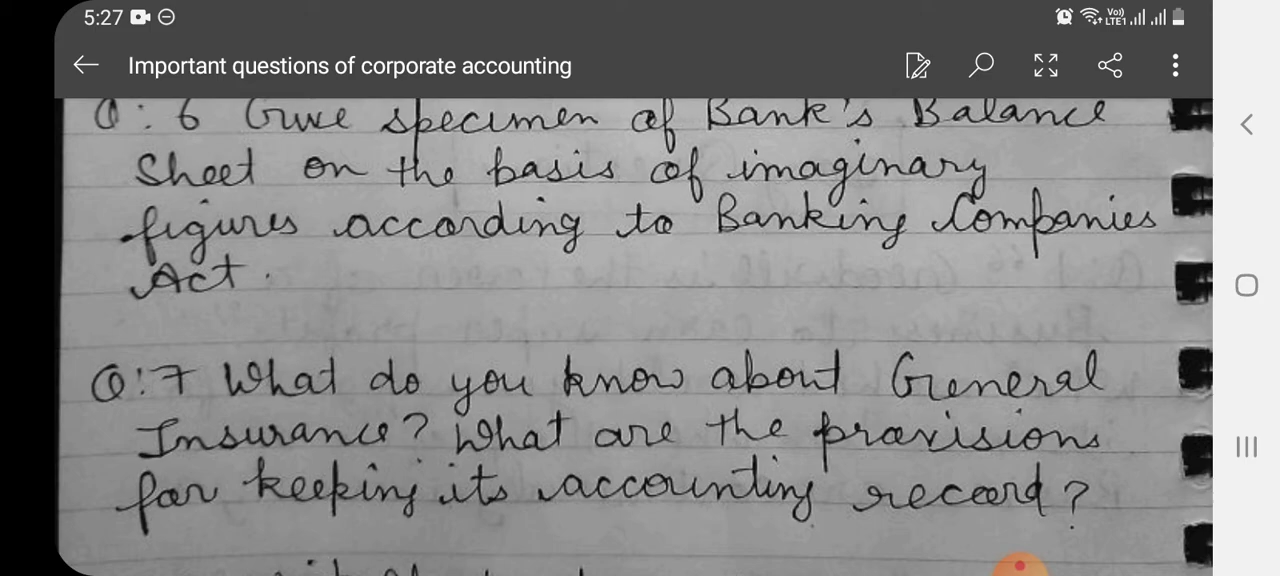 5:27
Vo)) LTE1
Important questions of corporate accounting
Q.6 Give specimen of Bank's Balance
Sheet on the basis of imaginary
figures according to Banking Companies
Act.
Q.7 What do you know about General
Insurance? What are the provisions
for keeping its accounting record?